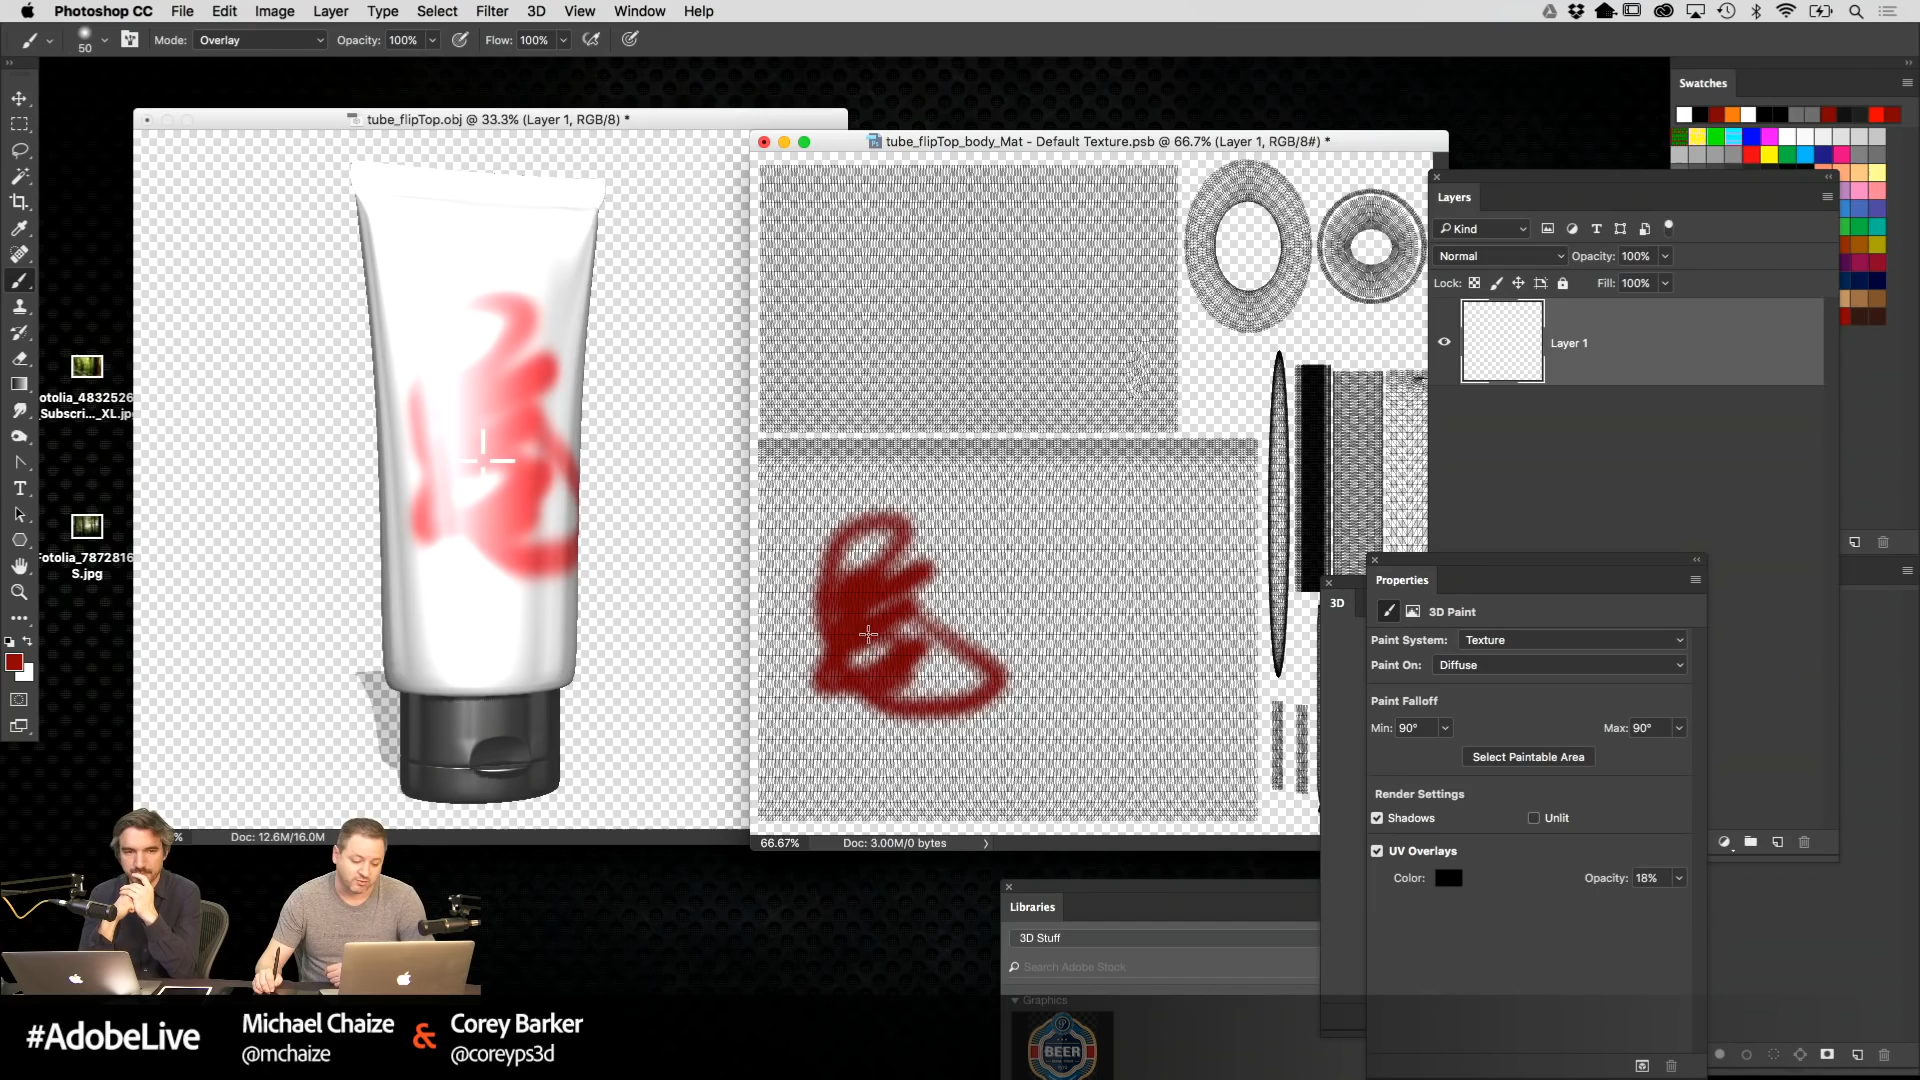 Photoshop CC File Edit Image Layer Type Select Filter 3D View Window Help
50 Mode: Overlay Opacity: 100% Flow: 100%
Swatches
tube_flipTop.obj @ 33.3% (Layer 1, RGB/8) *
tube_flipTop_body_Mat - Default Texture.psb @ 66.7% (Layer 1, RGB/8#) *
Layers
Kind
Normal Opacity: 100%
Lock: Fill: 100%
Layer 1
otolia_4832526
_Subscri..._XL.jp
Fotolia_7872816
S.jpg
3D
Properties
3D Paint
Paint System: Texture
Paint On: Diffuse
Paint Falloff
Min: 90° Max: 90°
Select Paintable Area
Render Settings
Shadows Unlit
UV Overlays
Color: Opacity: 18%
% Doc: 12.6M/16.0M
66.67% Doc: 3.00M/0 bytes
Libraries
3D Stuff
Search Adobe Stock
Graphics
BEER
#AdobeLive
Michael Chaize & Corey Barker
@mchaize @coreyps3d